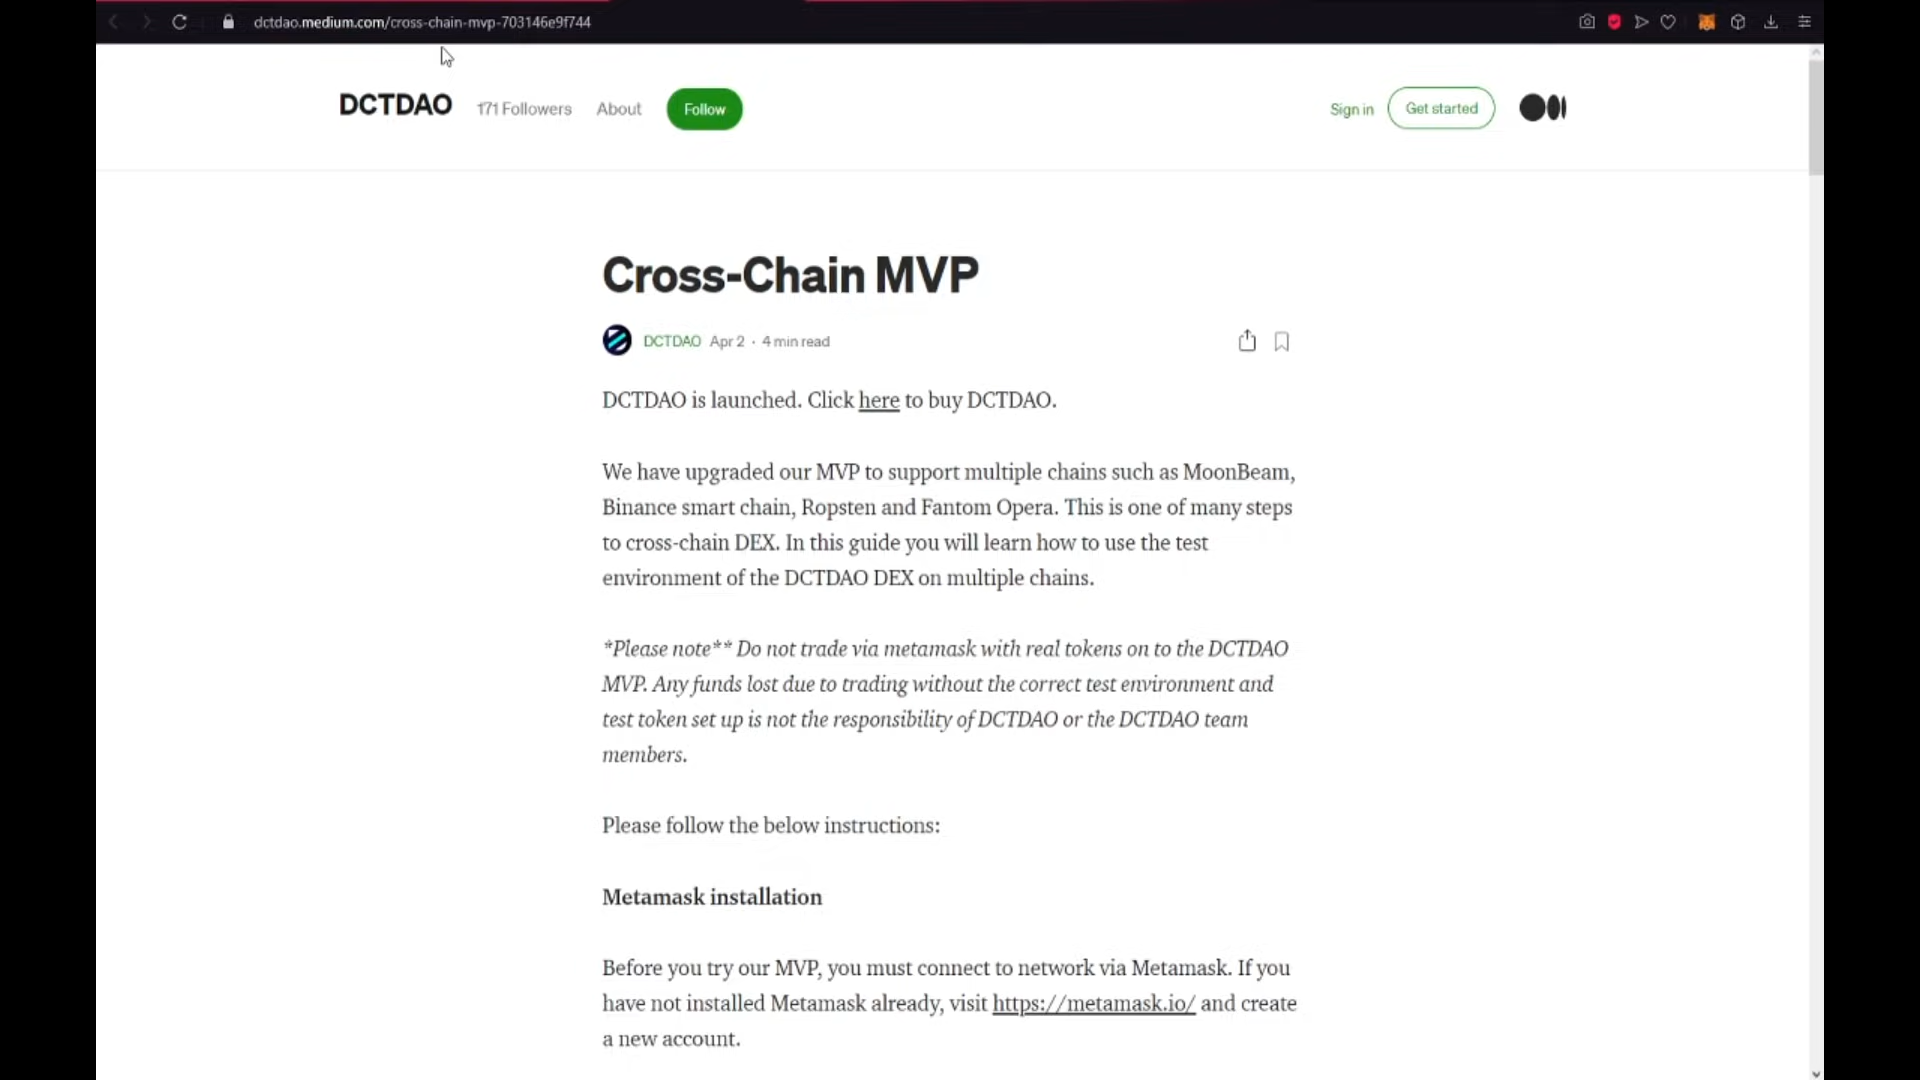 dctdao.medium.com/cross-chain-mvp-703146e9f744
DCTDAO 171 Followers About Follow Sign in Get started
Cross-Chain MVP
DCTDAO Apr 2 · 4 min read
DCTDAO is launched. Click here to buy DCTDAO.
We have upgraded our MVP to support multiple chains such as MoonBeam,
Binance smart chain, Ropsten and Fantom Opera. This is one of many steps
to cross-chain DEX. In this guide you will learn how to use the test
environment of the DCTDAO DEX on multiple chains.
*Please note** Do not trade via metamask with real tokens on to the DCTDAO
MVP. Any funds lost due to trading without the correct test environment and
test token set up is not the responsibility of DCTDAO or the DCTDAO team
members.
Please follow the below instructions:
Metamask installation
Before you try our MVP, you must connect to network via Metamask. If you
have not installed Metamask already, visit https://metamask.io/ and create
a new account.